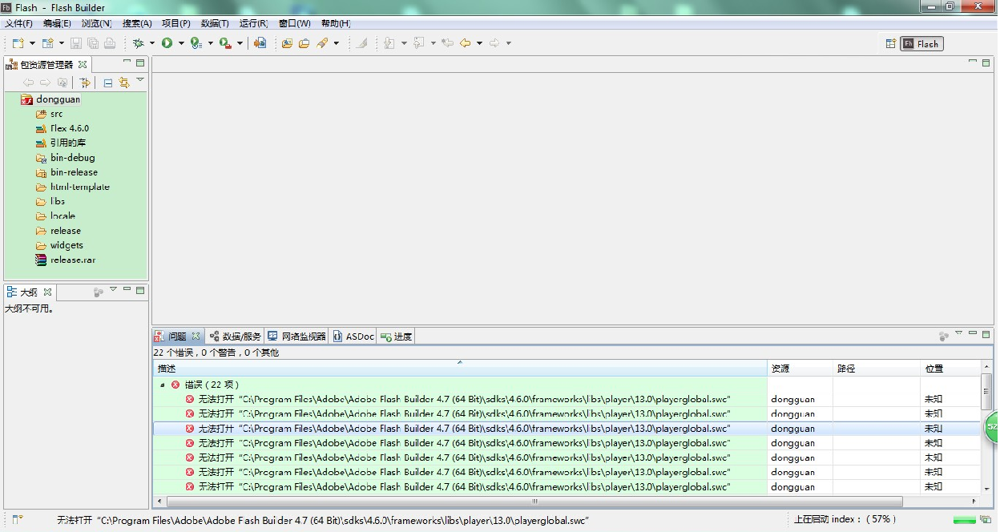 Fb Flash - Flash Builder
文件(F) 编辑(E) 浏览(N) 搜索(A) 项目(P) 数据(T) 运行(R) 窗口(W) 帮助(H)
Fb Flash
包资源管理器
dongguan
src
Flex 4.6.0
引用的库
bin-debug
bin-release
html-template
libs
locale
release
widgets
release.rar
大纲
大纲不可用。
问题 数据/服务 网络监视器 ASDoc 进度
22 个错误，0 个警告，0 个其他
描述 资源 路径 位置
错误（22 项）
无法打开 “C:\Program Files\Adobe\Adobe Flash Builder 4.7 (64 Bit)\sdks\4.6.0\frameworks\libs\player\13.0\playerglobal.swc” dongguan 未知
无法打开 “C:\Program Files\Adobe\Adobe Flash Builder 4.7 (64 Bit)\sdks\4.6.0\frameworks\libs\player\13.0\playerglobal.swc” dongguan 未知
无法打开 “C:\Program Files\Adobe\Adobe Flash Builder 4.7 (64 Bit)\sdks\4.6.0\frameworks\libs\player\13.0\playerglobal.swc” dongguan 未知
无法打开 “C:\Program Files\Adobe\Adobe Flash Builder 4.7 (64 Bit)\sdks\4.6.0\frameworks\libs\player\13.0\playerglobal.swc” dongguan 未知
无法打开 “C:\Program Files\Adobe\Adobe Flash Builder 4.7 (64 Bit)\sdks\4.6.0\frameworks\libs\player\13.0\playerglobal.swc” dongguan 未知
无法打开 “C:\Program Files\Adobe\Adobe Flash Builder 4.7 (64 Bit)\sdks\4.6.0\frameworks\libs\player\13.0\playerglobal.swc” dongguan 未知
无法打开 “C:\Program Files\Adobe\Adobe Flash Builder 4.7 (64 Bit)\sdks\4.6.0\frameworks\libs\player\13.0\playerglobal.swc” dongguan 未知
52
无法打开 “C:\Program Files\Adobe\Adobe Flash Builder 4.7 (64 Bit)\sdks\4.6.0\frameworks\libs\player\13.0\playerglobal.swc” 上在启动 index：（57%）